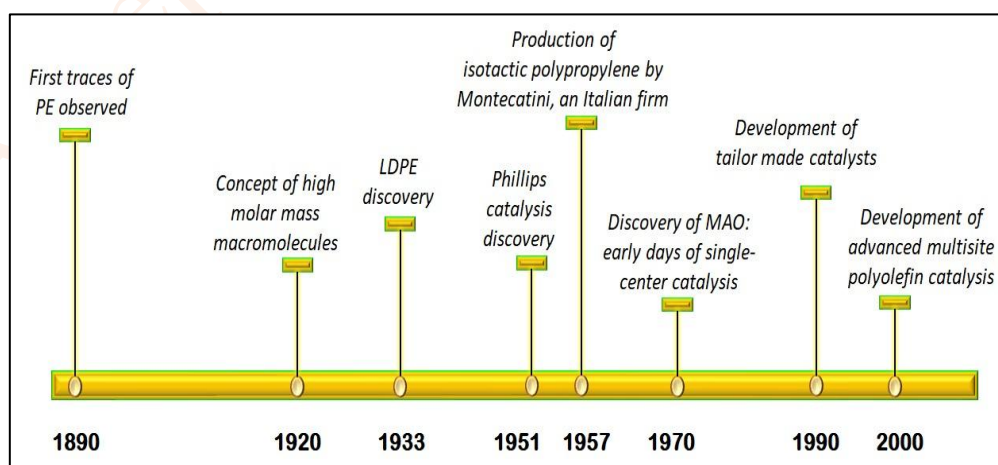 First traces of
PE observed
Concept of high
molar mass
macromolecules
LDPE
discovery
Phillips
catalysis
discovery
Production of
isotactic polypropylene by
Montecatini, an Italian firm
Discovery of MAO:
early days of single-
center catalysis
Development of
tailor made catalysts
Development of
advanced multisite
polyolefin catalysis
1890 1920 1933 1951 1957 1970 1990 2000